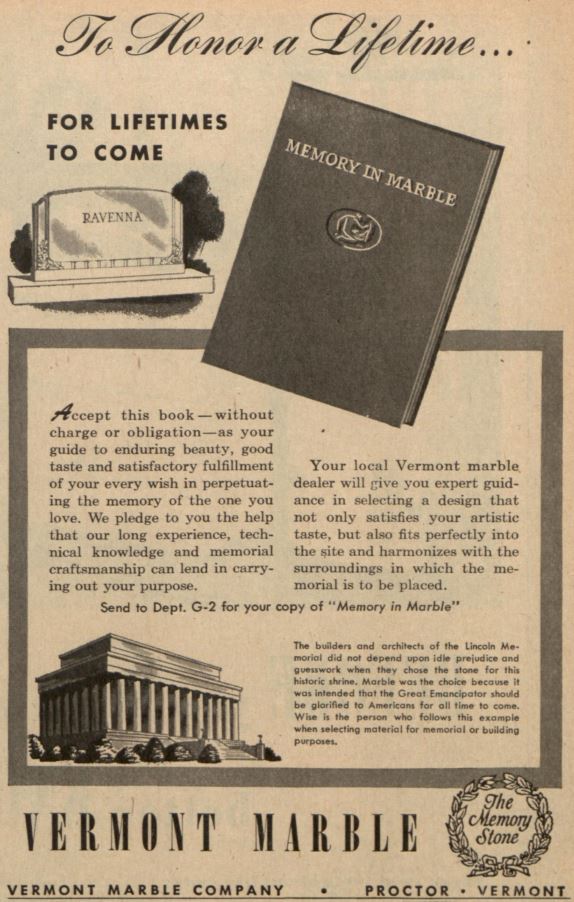 To Honor a Lifetime...
FOR LIFETIMES
TO COME
RAVENNA
MEMORY IN MARBLE
Accept this book—without
charge or obligation—as your
guide to enduring beauty, good
taste and satisfactory fulfillment
of your every wish in perpetuat-
ing the memory of the one you
love. We pledge to you the help
that our long experience, tech-
nical knowledge and memorial
craftsmanship can lend in carry-
ing out your purpose.
Your local Vermont marble
dealer will give you expert guid-
ance in selecting a design that
not only satisfies your artistic
taste, but also fits perfectly into
the site and harmonizes with the
surroundings in which the me-
morial is to be placed.
Send to Dept. G-2 for your copy of "Memory in Marble"
The builders and architects of the Lincoln Me-
morial did not depend upon idle prejudice and
guesswork when they chose the stone for this
historic shrine. Marble was the choice because it
was intended that the Great Emancipator should
be glorified to Americans for all time to come.
Wise is the person who follows this example
when selecting material for memorial or building
purposes.
VERMONT MARBLE
The
Memory
Stone
VERMONT MARBLE COMPANY • PROCTOR • VERMONT